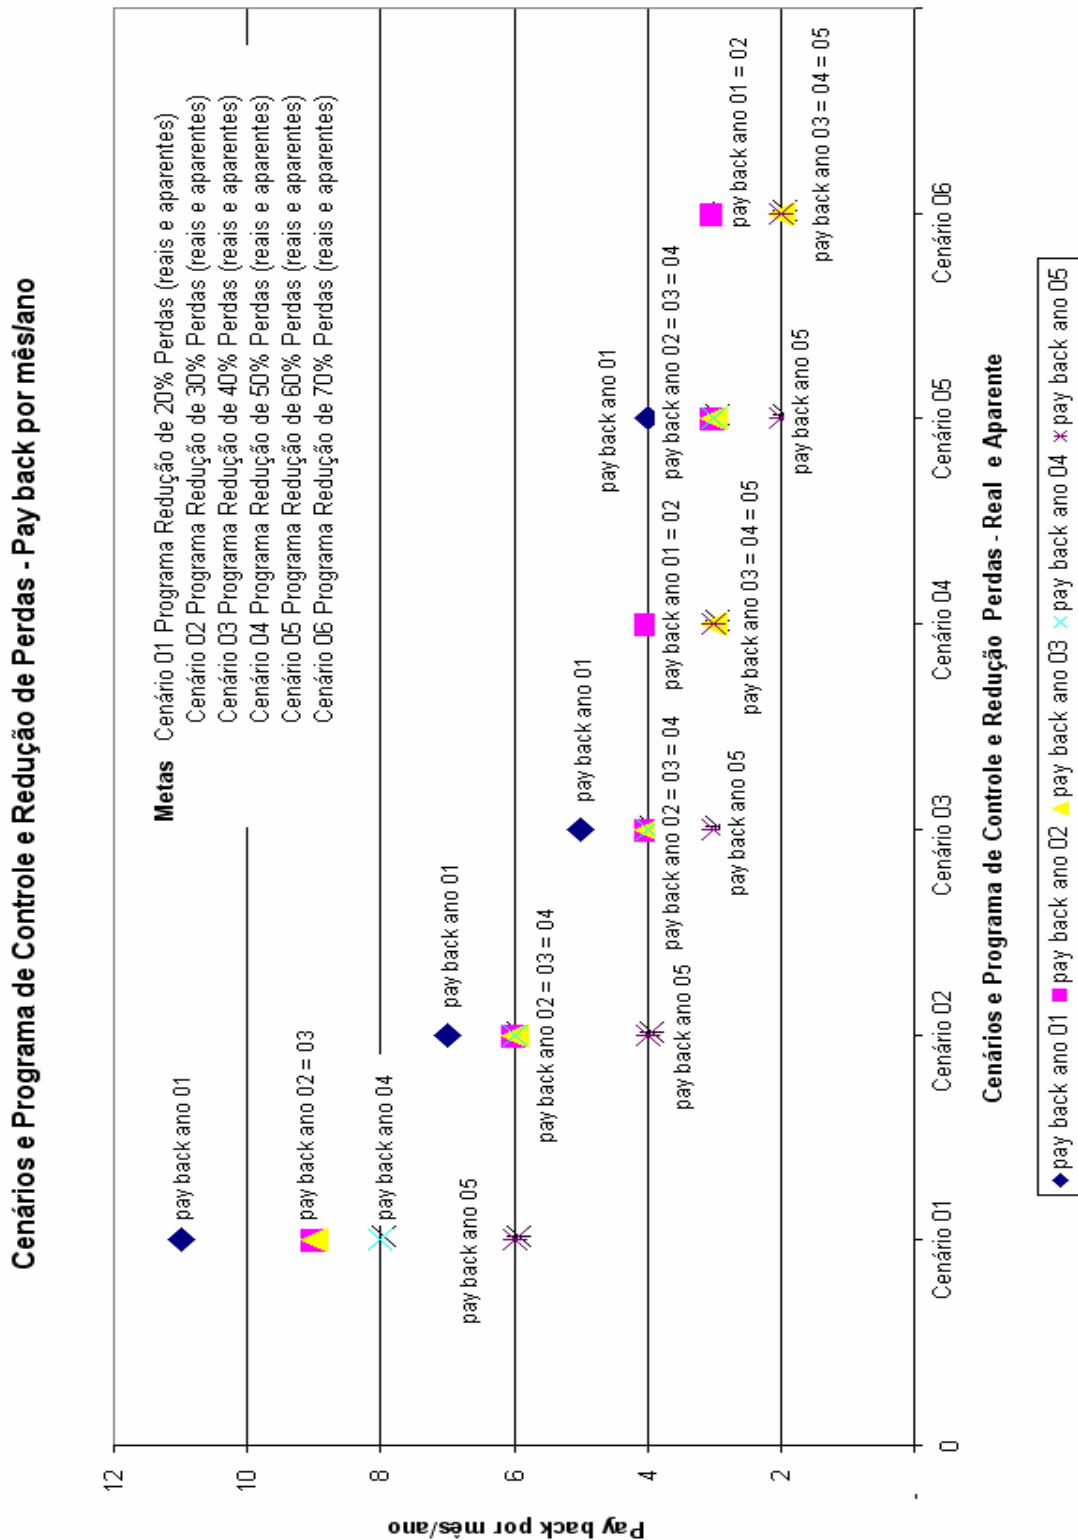 Cenários e Programa de Controle e Redução de Perdas - Pay back por mês/ano
Metas Cenário 01 Programa Redução de 20% Perdas (reais e aparentes)
Cenário 02 Programa Redução de 30% Perdas (reais e aparentes)
Cenário 03 Programa Redução de 40% Perdas (reais e aparentes)
Cenário 04 Programa Redução de 50% Perdas (reais e aparentes)
Cenário 05 Programa Redução de 60% Perdas (reais e aparentes)
Cenário 06 Programa Redução de 70% Perdas (reais e aparentes)
Pay back por mês/ano
12
10
8
6
4
2
-
pay back ano 01
pay back ano 02 = 03
pay back ano 04
pay back ano 05
pay back ano 01
pay back ano 02 = 03 = 04
pay back ano 05
pay back ano 01
pay back ano 02 = 03 = 04
pay back ano 05
pay back ano 01 = 02
pay back ano 03 = 04 = 05
pay back ano 01
pay back ano 02 = 03 = 04
pay back ano 05
pay back ano 01 = 02
pay back ano 03 = 04 = 05
0
Cenário 01
Cenário 02
Cenário 03
Cenário 04
Cenário 05
Cenário 06
Cenários e Programa de Controle e Redução Perdas - Real e Aparente
pay back ano 01 pay back ano 02 pay back ano 03 pay back ano 04 pay back ano 05